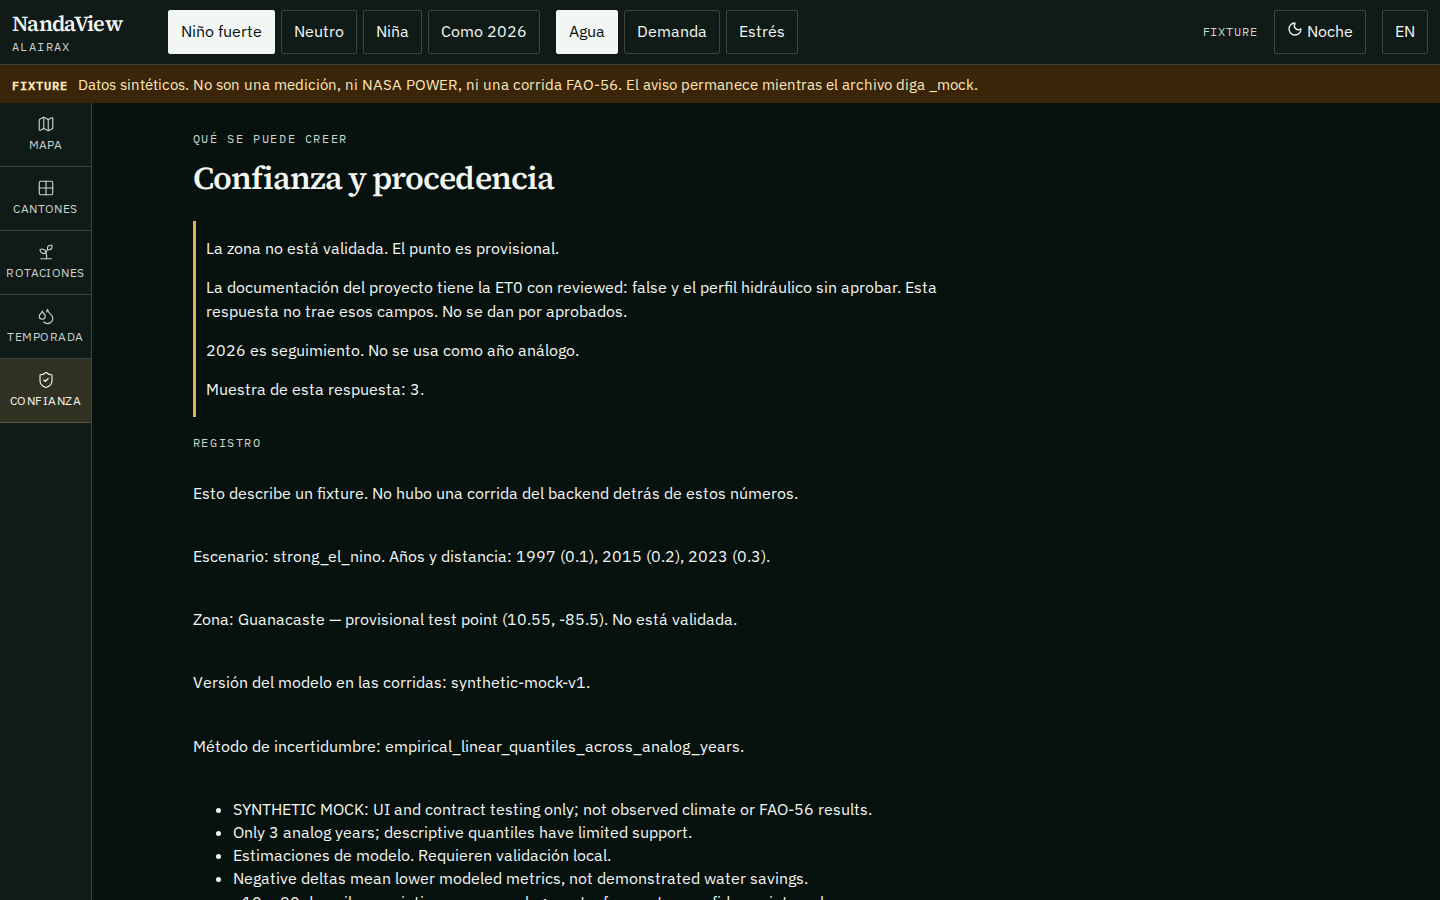 NandaView
ALAIRAX
Niño fuerte
Neutro
Niña
Como 2026
Agua
Demanda
Estrés
FIXTURE
Noche
EN
FIXTURE Datos sintéticos. No son una medición, ni NASA POWER, ni una corrida FAO-56. El aviso permanece mientras el archivo diga _mock.
MAPA
CANTONES
ROTACIONES
TEMPORADA
CONFIANZA
QUÉ SE PUEDE CREER
Confianza y procedencia
La zona no está validada. El punto es provisional.
La documentación del proyecto tiene la ET0 con reviewed: false y el perfil hidráulico sin aprobar. Esta
respuesta no trae esos campos. No se dan por aprobados.
2026 es seguimiento. No se usa como año análogo.
Muestra de esta respuesta: 3.
REGISTRO
Esto describe un fixture. No hubo una corrida del backend detrás de estos números.
Escenario: strong_el_nino. Años y distancia: 1997 (0.1), 2015 (0.2), 2023 (0.3).
Zona: Guanacaste — provisional test point (10.55, -85.5). No está validada.
Versión del modelo en las corridas: synthetic-mock-v1.
Método de incertidumbre: empirical_linear_quantiles_across_analog_years.
• SYNTHETIC MOCK: UI and contract testing only; not observed climate or FAO-56 results.
• Only 3 analog years; descriptive quantiles have limited support.
• Estimaciones de modelo. Requieren validación local.
• Negative deltas mean lower modeled metrics, not demonstrated water savings.